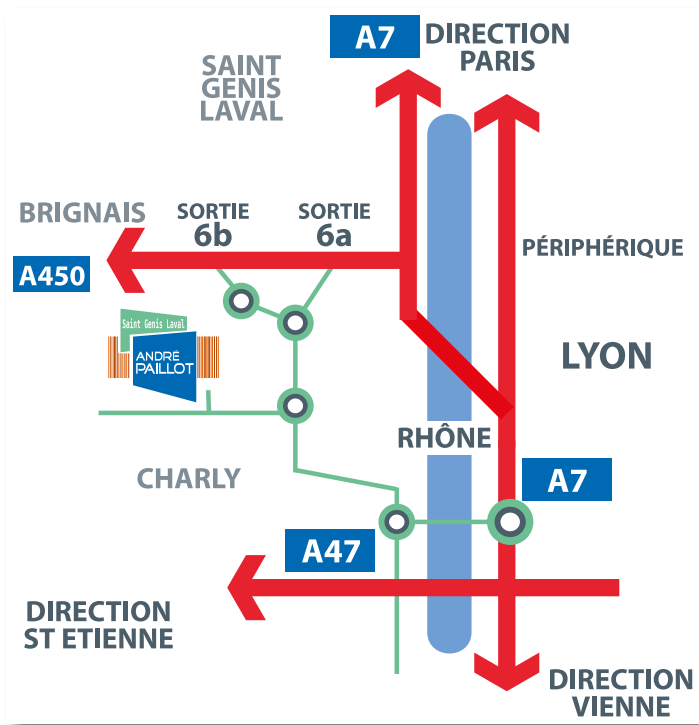 A7
DIRECTION
PARIS
SAINT
GENIS
LAVAL
BRIGNAIS
SORTIE
6b
SORTIE
6a
PÉRIPHÉRIQUE
A450
Saint Genis Laval
ANDRÉ
PAILLOT
LYON
RHÔNE
CHARLY
A7
A47
DIRECTION
ST ETIENNE
DIRECTION
VIENNE